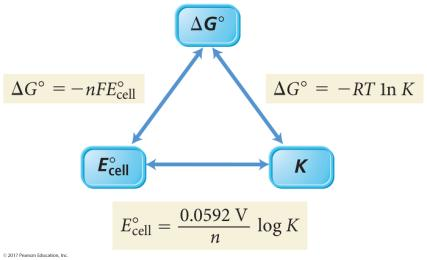 ΔG°
ΔG° = −nFE°cell
ΔG° = −RT ln K
E°cell
K
E°cell = 0.0592 V / n log K
© 2017 Pearson Education, Inc.